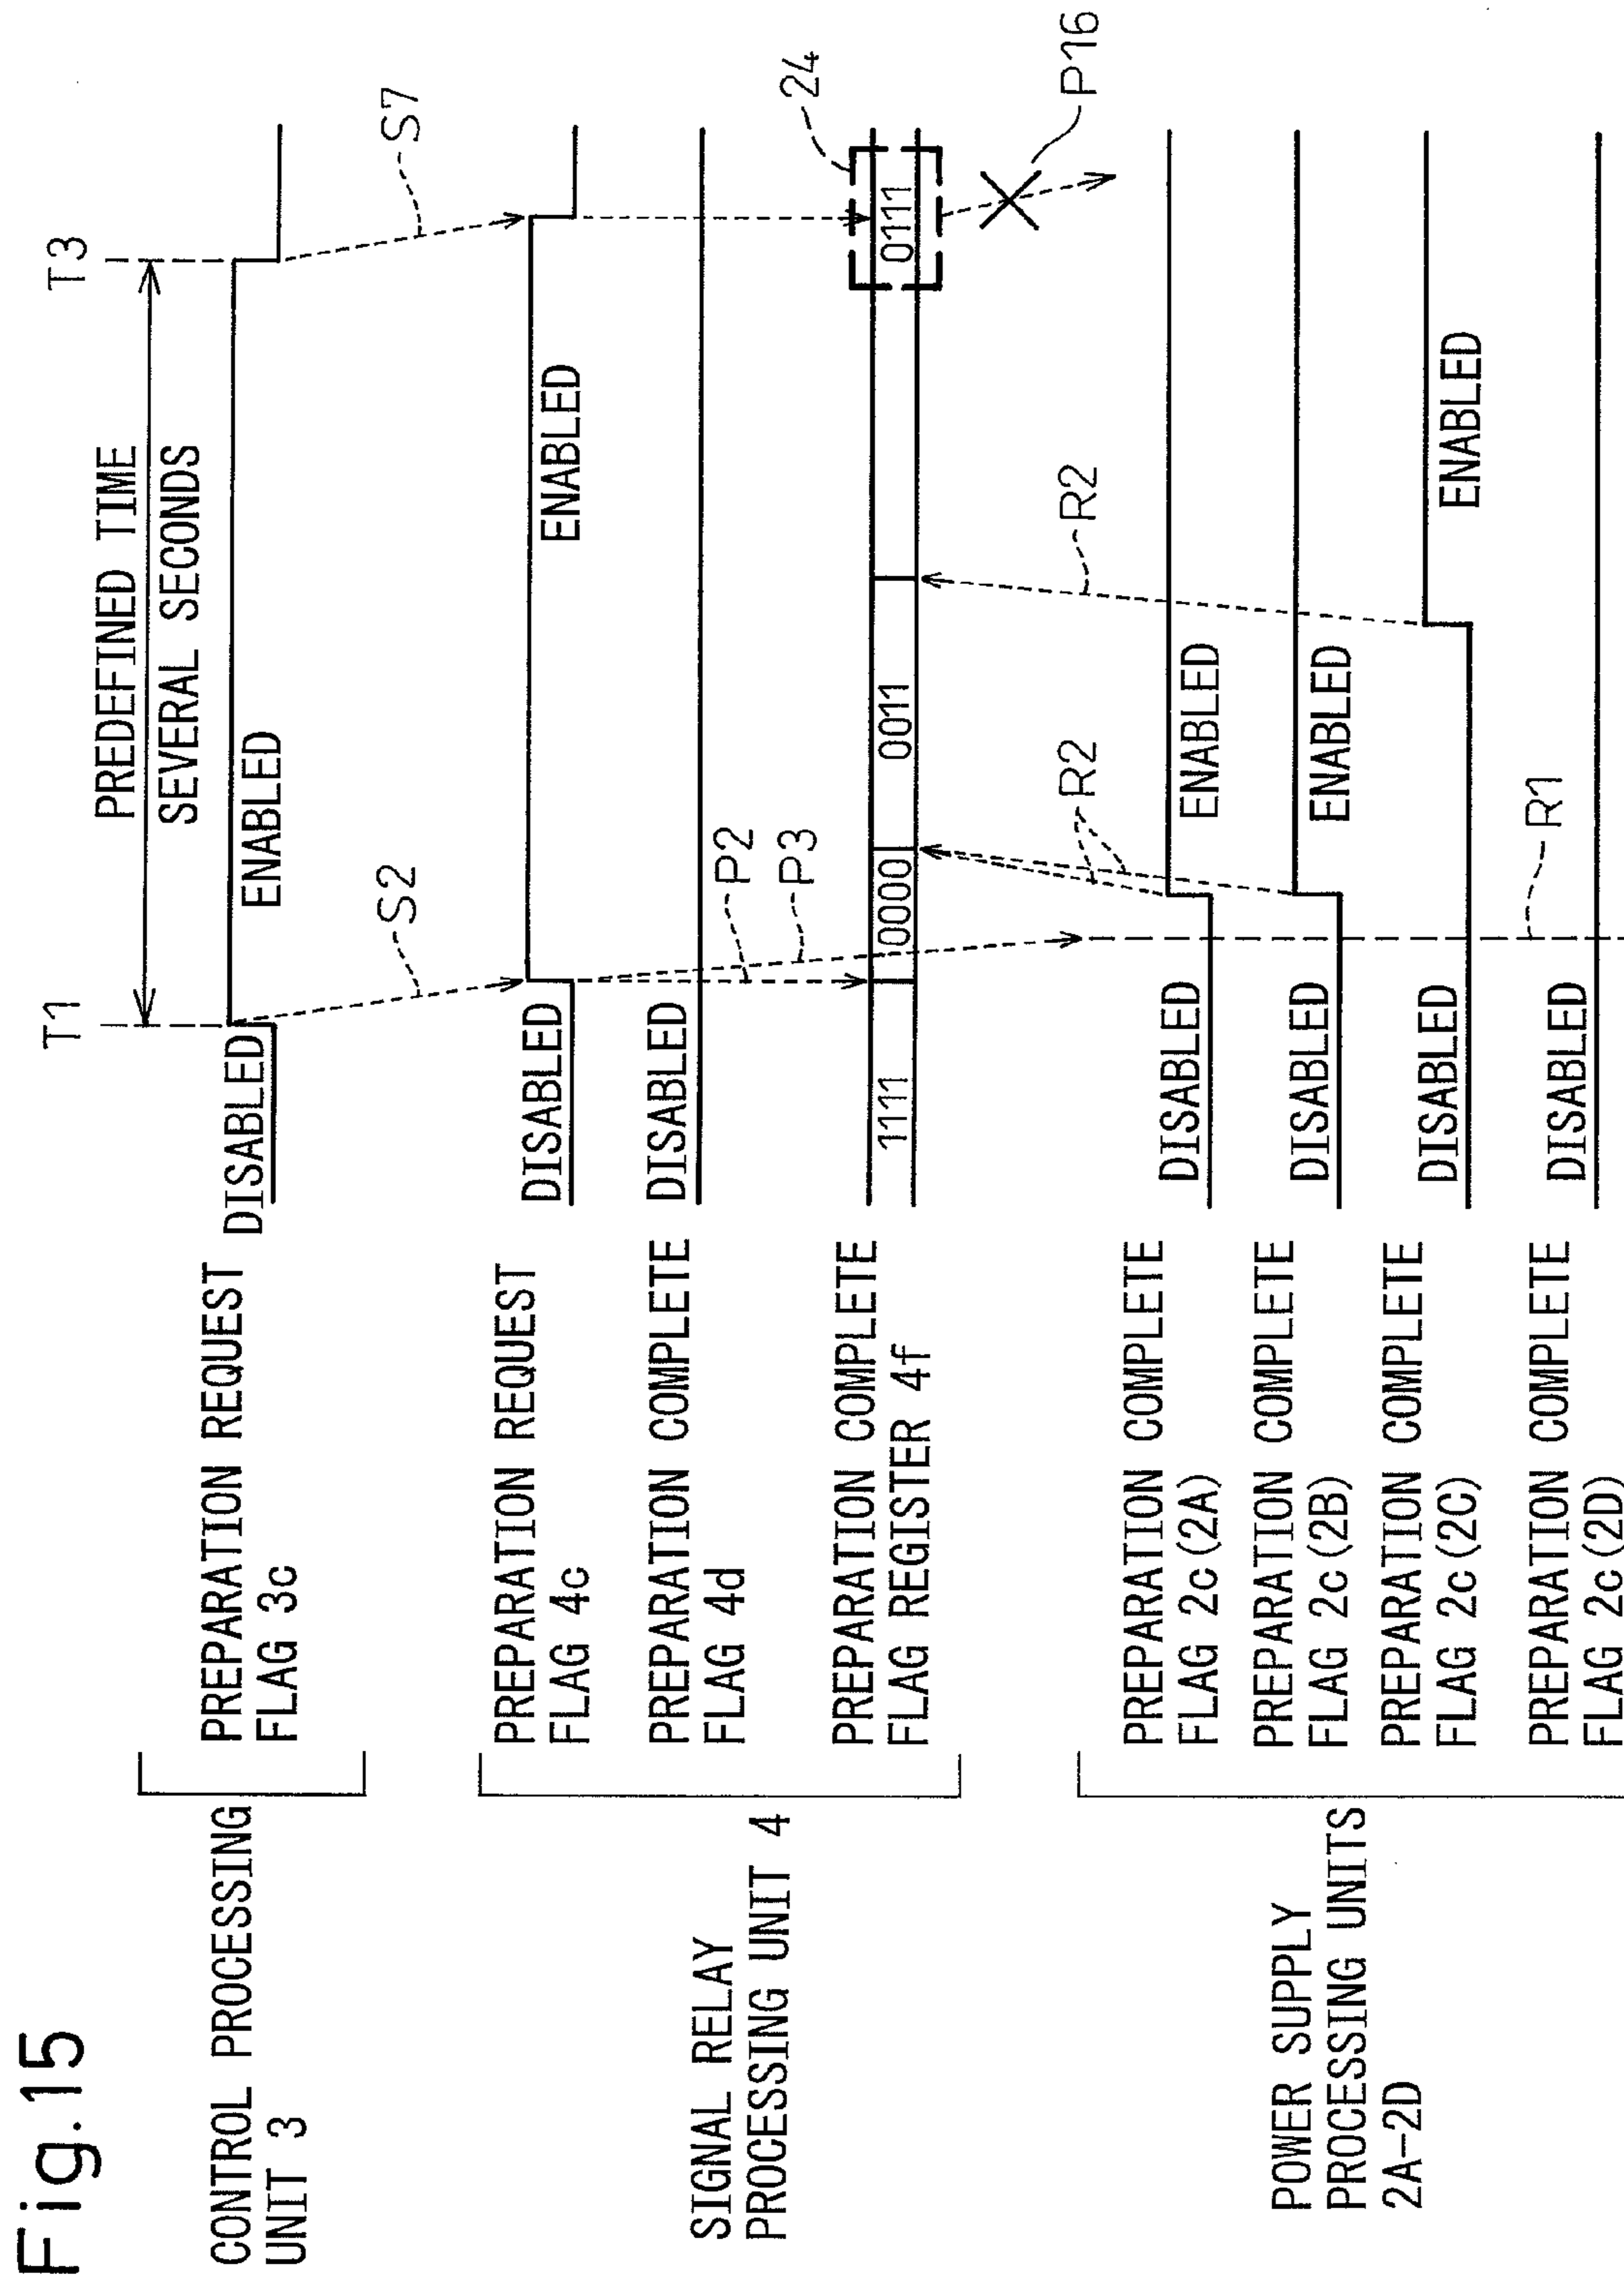 Fig.15
T1
T3
PREDEFINED TIME
SEVERAL SECONDS
CONTROL PROCESSING
UNIT 3
PREPARATION REQUEST
FLAG 3c
DISABLED
ENABLED
S2
S7
SIGNAL RELAY
PROCESSING UNIT 4
PREPARATION REQUEST
FLAG 4c
DISABLED
ENABLED
PREPARATION COMPLETE
FLAG 4d
DISABLED
P2
P3
24
PREPARATION COMPLETE
FLAG REGISTER 4f
1111
0000
0011
0111
P16
R2
R2
POWER SUPPLY
PROCESSING UNITS
2A-2D
PREPARATION COMPLETE
FLAG 2c(2A)
DISABLED
ENABLED
PREPARATION COMPLETE
FLAG 2c(2B)
DISABLED
ENABLED
PREPARATION COMPLETE
FLAG 2c(2C)
DISABLED
ENABLED
R1
PREPARATION COMPLETE
FLAG 2c(2D)
DISABLED